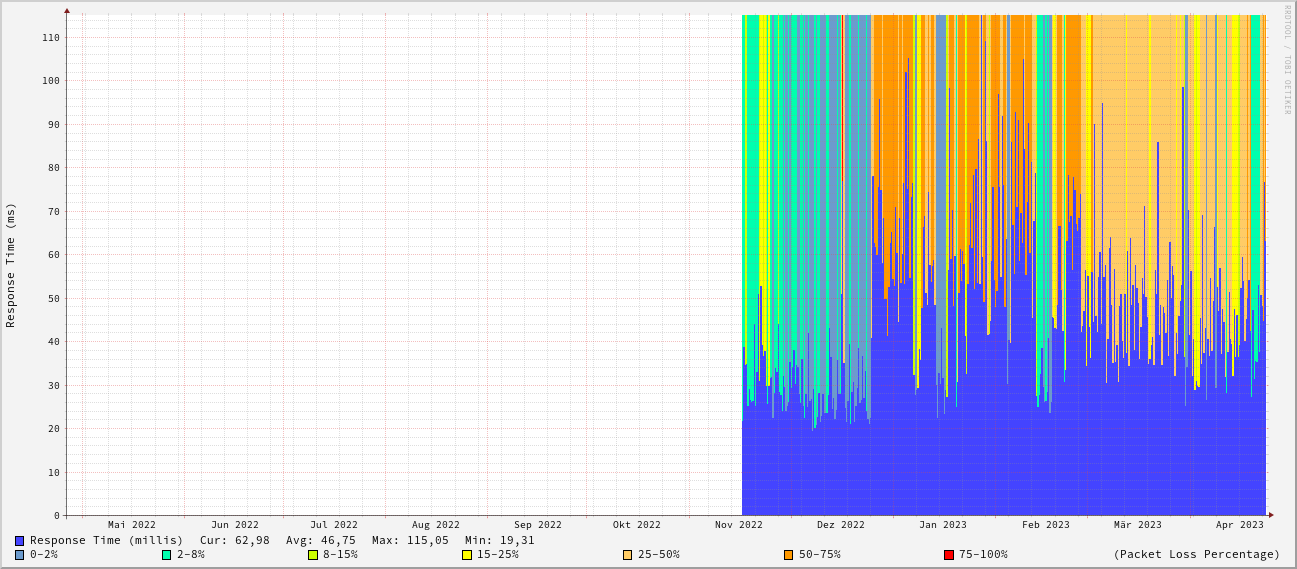 RRDTOOL / TOBI OETIKER
Response Time (ms)
110
100
90
80
70
60
50
40
30
20
10
0
Mai 2022 Jun 2022 Jul 2022 Aug 2022 Sep 2022 Okt 2022 Nov 2022 Dez 2022 Jan 2023 Feb 2023 Mär 2023 Apr 2023
Response Time (millis) Cur: 62,98 Avg: 46,75 Max: 115,05 Min: 19,31
0-2% 2-8% 8-15% 15-25% 25-50% 50-75% 75-100% (Packet Loss Percentage)